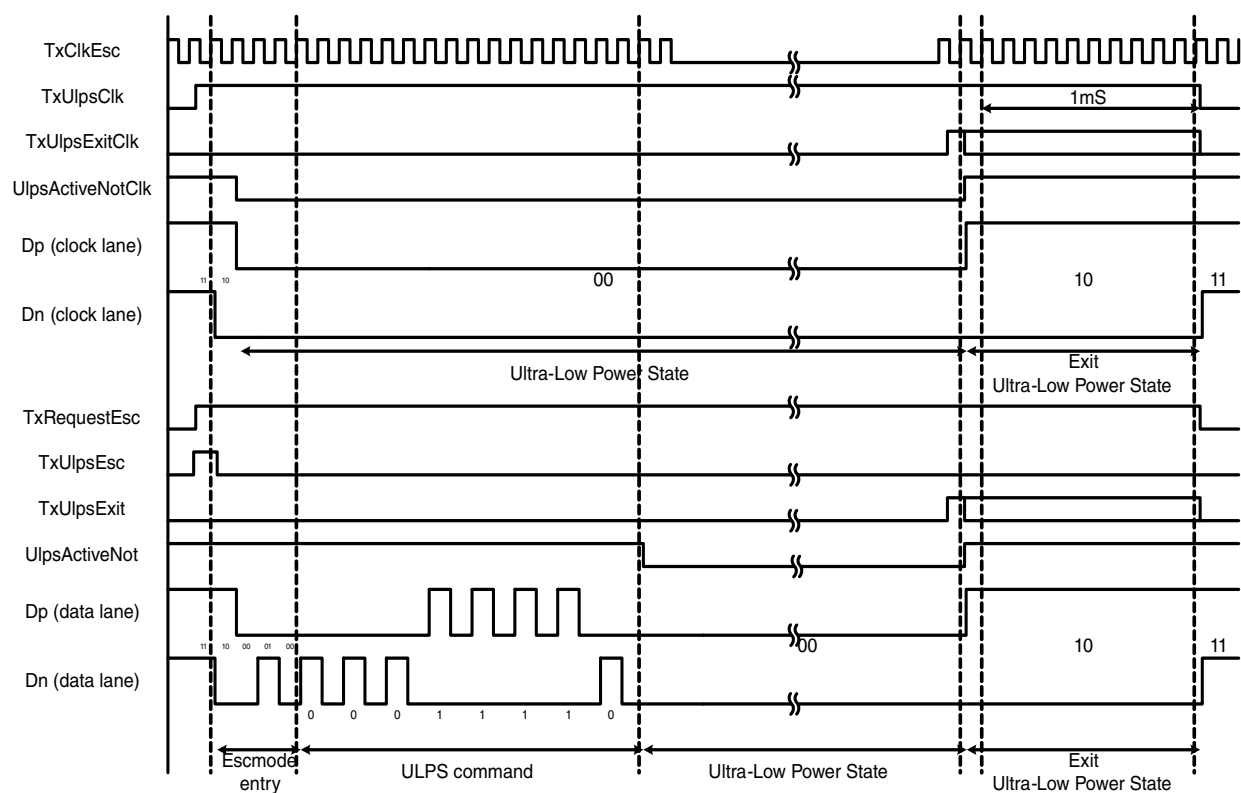 TxClkEsc
TxUlpsClk
1mS
TxUlpsExitClk
UlpsActiveNotClk
Dp (clock lane)
11 10 00 10 11
Dn (clock lane)
Ultra-Low Power State
Exit
Ultra-Low Power State
TxRequestEsc
TxUlpsEsc
TxUlpsExit
UlpsActiveNot
Dp (data lane)
11 10 00 01 00 00 10 11
Dn (data lane)
0 0 0 1 1 1 1 0
Escmode
entry
ULPS command
Ultra-Low Power State
Exit
Ultra-Low Power State